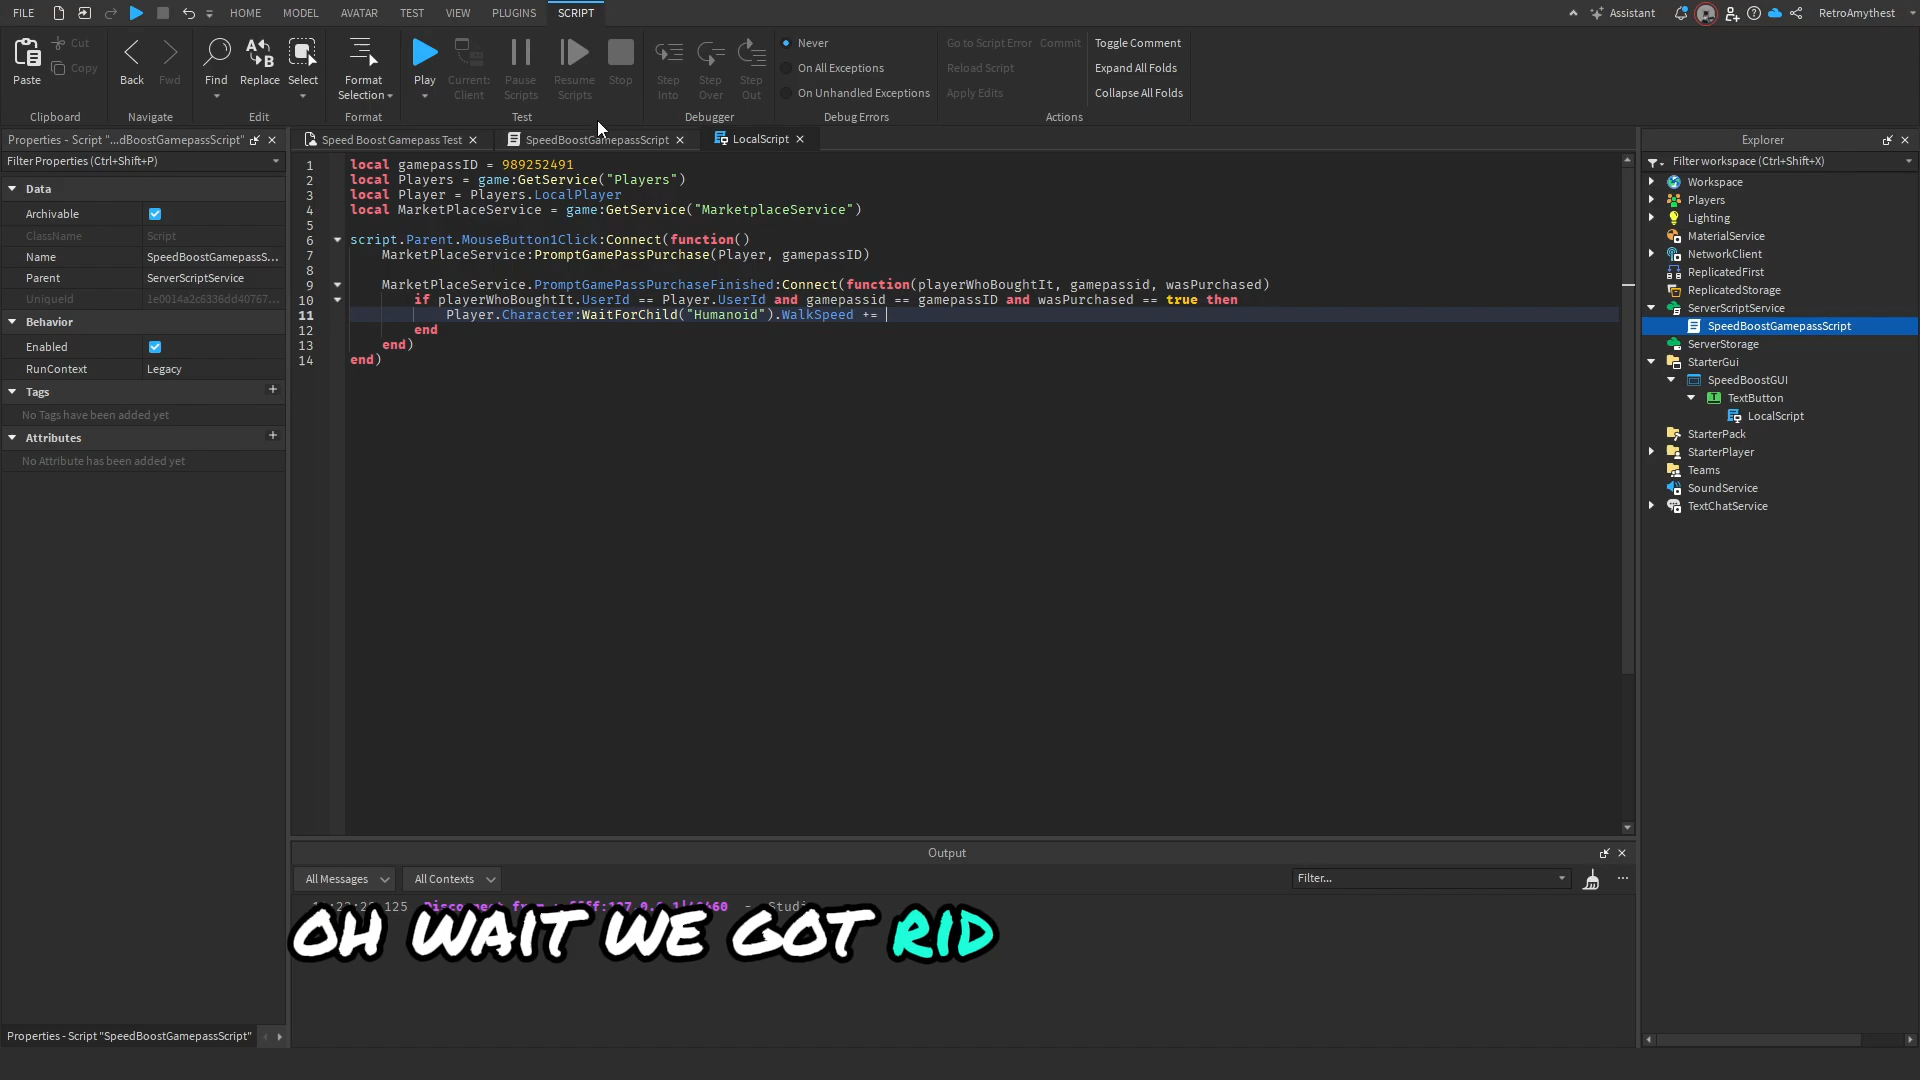 FILE HOME MODEL AVATAR TEST VIEW PLUGINS SCRIPT Assistant RetroAmythest
Paste Cut Copy
Back Fwd
Find Replace Select
Format Selection
Play Current: Client Pause Scripts Resume Scripts Stop
Step Into Step Over Step Out
Never
On All Exceptions
On Unhandled Exceptions
Go to Script Error Commit
Reload Script
Apply Edits
Toggle Comment
Expand All Folds
Collapse All Folds
Clipboard Navigate Edit Format Test Debugger Debug Errors Actions
Properties - Script "...dBoostGamepassScript"
Filter Properties (Ctrl+Shift+P)
Data
Archivable
ClassName Script
Name SpeedBoostGamepassS...
Parent ServerScriptService
UniqueId 1e0014a2c6336dd40767...
Behavior
Enabled
RunContext Legacy
Tags
No Tags have been added yet
Attributes
No Attribute has been added yet
Properties - Script "SpeedBoostGamepassScript"
Speed Boost Gamepass Test SpeedBoostGamepassScript LocalScript
1 local gamepassID = 989252491
2 local Players = game:GetService("Players")
3 local Player = Players.LocalPlayer
4 local MarketPlaceService = game:GetService("MarketplaceService")
5
6 script.Parent.MouseButton1Click:Connect(function()
7 MarketPlaceService:PromptGamePassPurchase(Player, gamepassID)
8
9 MarketPlaceService.PromptGamePassPurchaseFinished:Connect(function(playerWhoBoughtIt, gamepassid, wasPurchased)
10 if playerWhoBoughtIt.UserId == Player.UserId and gamepassid == gamepassID and wasPurchased == true then
11 Player.Character:WaitForChild("Humanoid").WalkSpeed +=
12 end
13 end)
14 end)
Output
All Messages All Contexts Filter...
OH WAIT WE GOT RID
Explorer
Filter workspace (Ctrl+Shift+X)
Workspace
Players
Lighting
MaterialService
NetworkClient
ReplicatedFirst
ReplicatedStorage
ServerScriptService
SpeedBoostGamepassScript
ServerStorage
StarterGui
SpeedBoostGUI
TextButton
LocalScript
StarterPack
StarterPlayer
Teams
SoundService
TextChatService